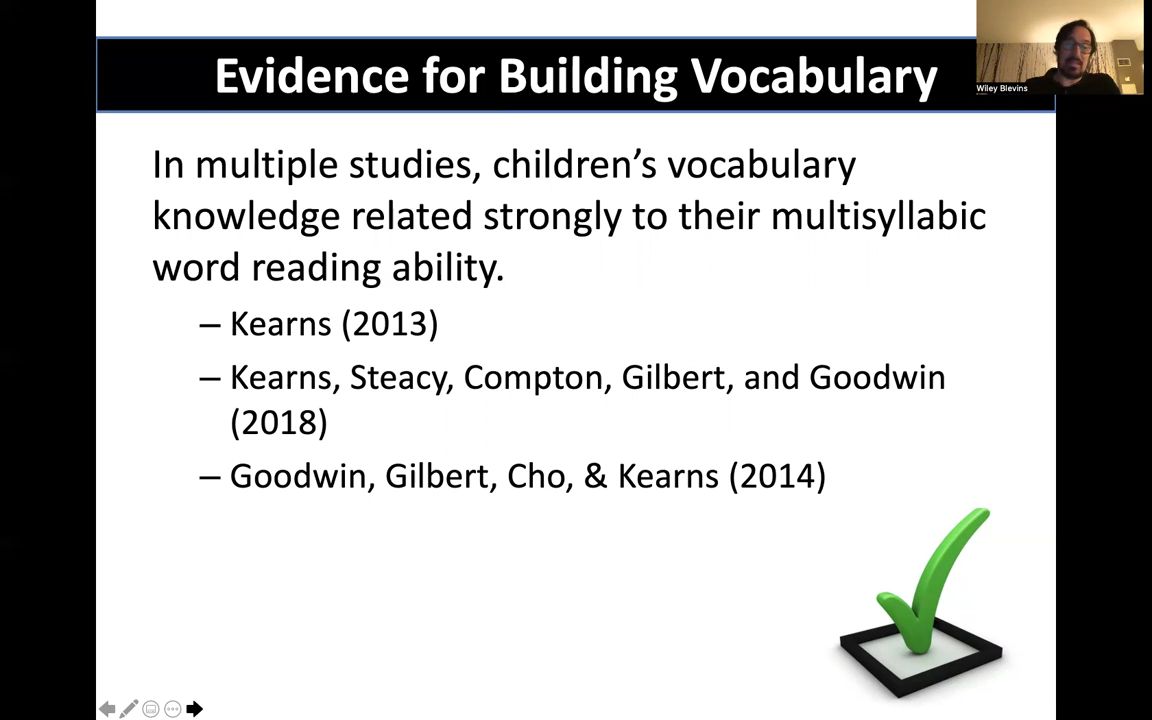 Evidence for Building Vocabulary
Wiley Blevins
In multiple studies, children’s vocabulary
knowledge related strongly to their multisyllabic
word reading ability.
– Kearns (2013)
– Kearns, Steacy, Compton, Gilbert, and Goodwin
(2018)
– Goodwin, Gilbert, Cho, & Kearns (2014)